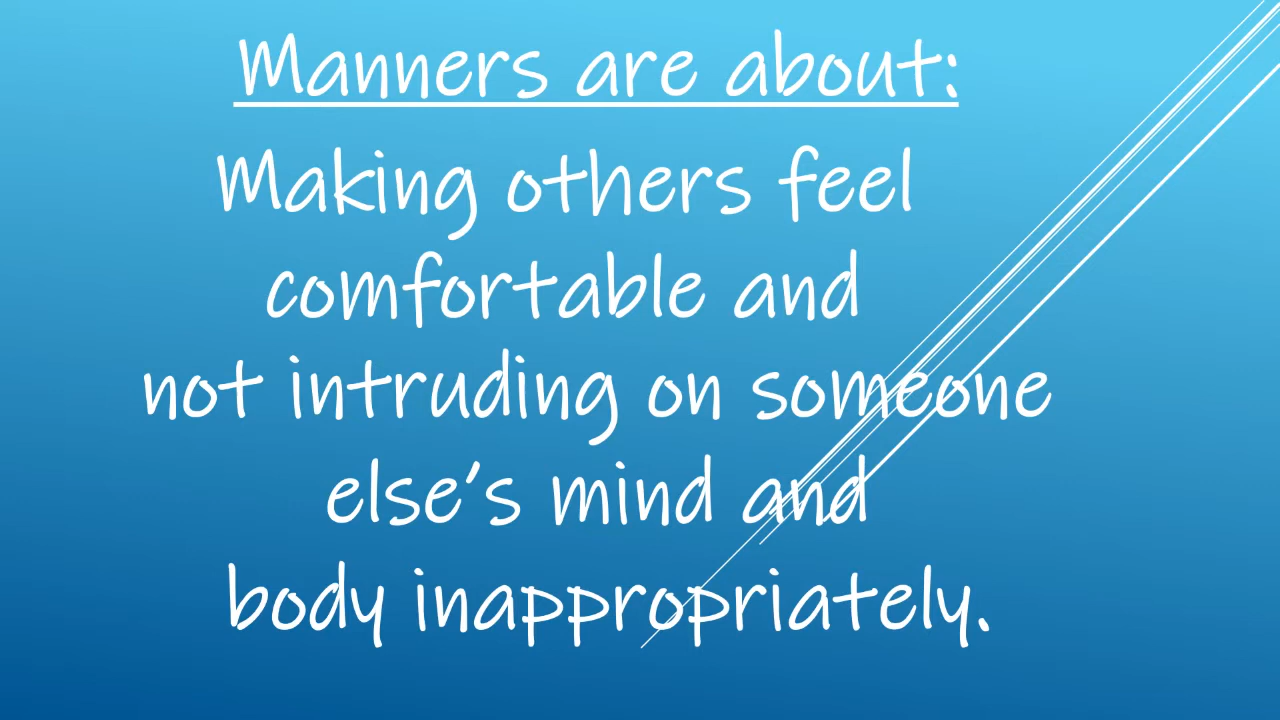 Manners are about:
Making others feel
comfortable and
not intruding on someone
else's mind and
body inappropriately.